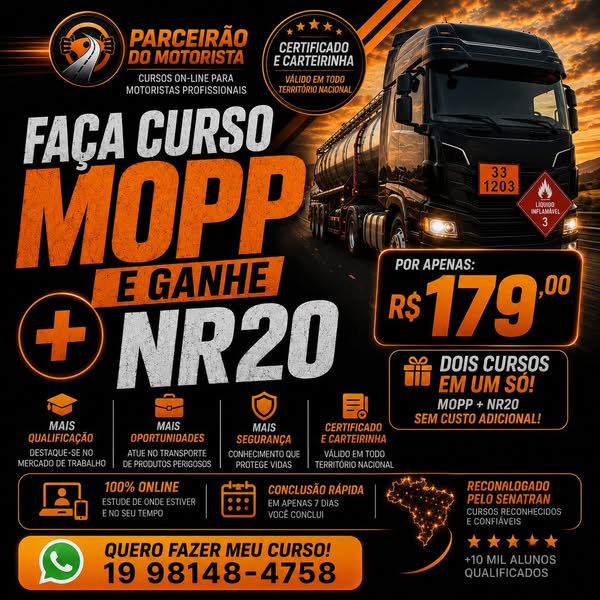 PARCEIRÃO
DO MOTORISTA
CURSOS ON-LINE PARA
MOTORISTAS PROFISSIONAIS
CERTIFICADO
E CARTEIRINHA
VÁLIDO EM TODO
TERRITÓRIO NACIONAL
FAÇA CURSO
MOPP
E GANHE
+ NR20
33
1203
LÍQUIDO
INFLAMÁVEL
3
POR APENAS:
R$ 179,00
DOIS CURSOS
EM UM SÓ!
MOPP + NR20
SEM CUSTO ADICIONAL!
MAIS
QUALIFICAÇÃO
DESTAQUE-SE NO
MERCADO DE TRABALHO
MAIS
OPORTUNIDADES
ATUE NO TRANSPORTE
DE PRODUTOS PERIGOSOS
MAIS
SEGURANÇA
CONHECIMENTO QUE
PROTEGE VIDAS
CERTIFICADO
E CARTEIRINHA
VÁLIDO EM TODO
TERRITÓRIO NACIONAL
100% ONLINE
ESTUDE DE ONDE ESTIVER
E NO SEU TEMPO
CONCLUSÃO RÁPIDA
EM APENAS 7 DIAS
VOCÊ CONCLUI
RECONALOGADO
PELO SENATRAN
CURSOS RECONHECIDOS
E CONFIÁVEIS
+10 MIL ALUNOS
QUALIFICADOS
QUERO FAZER MEU CURSO!
19 98148-4758